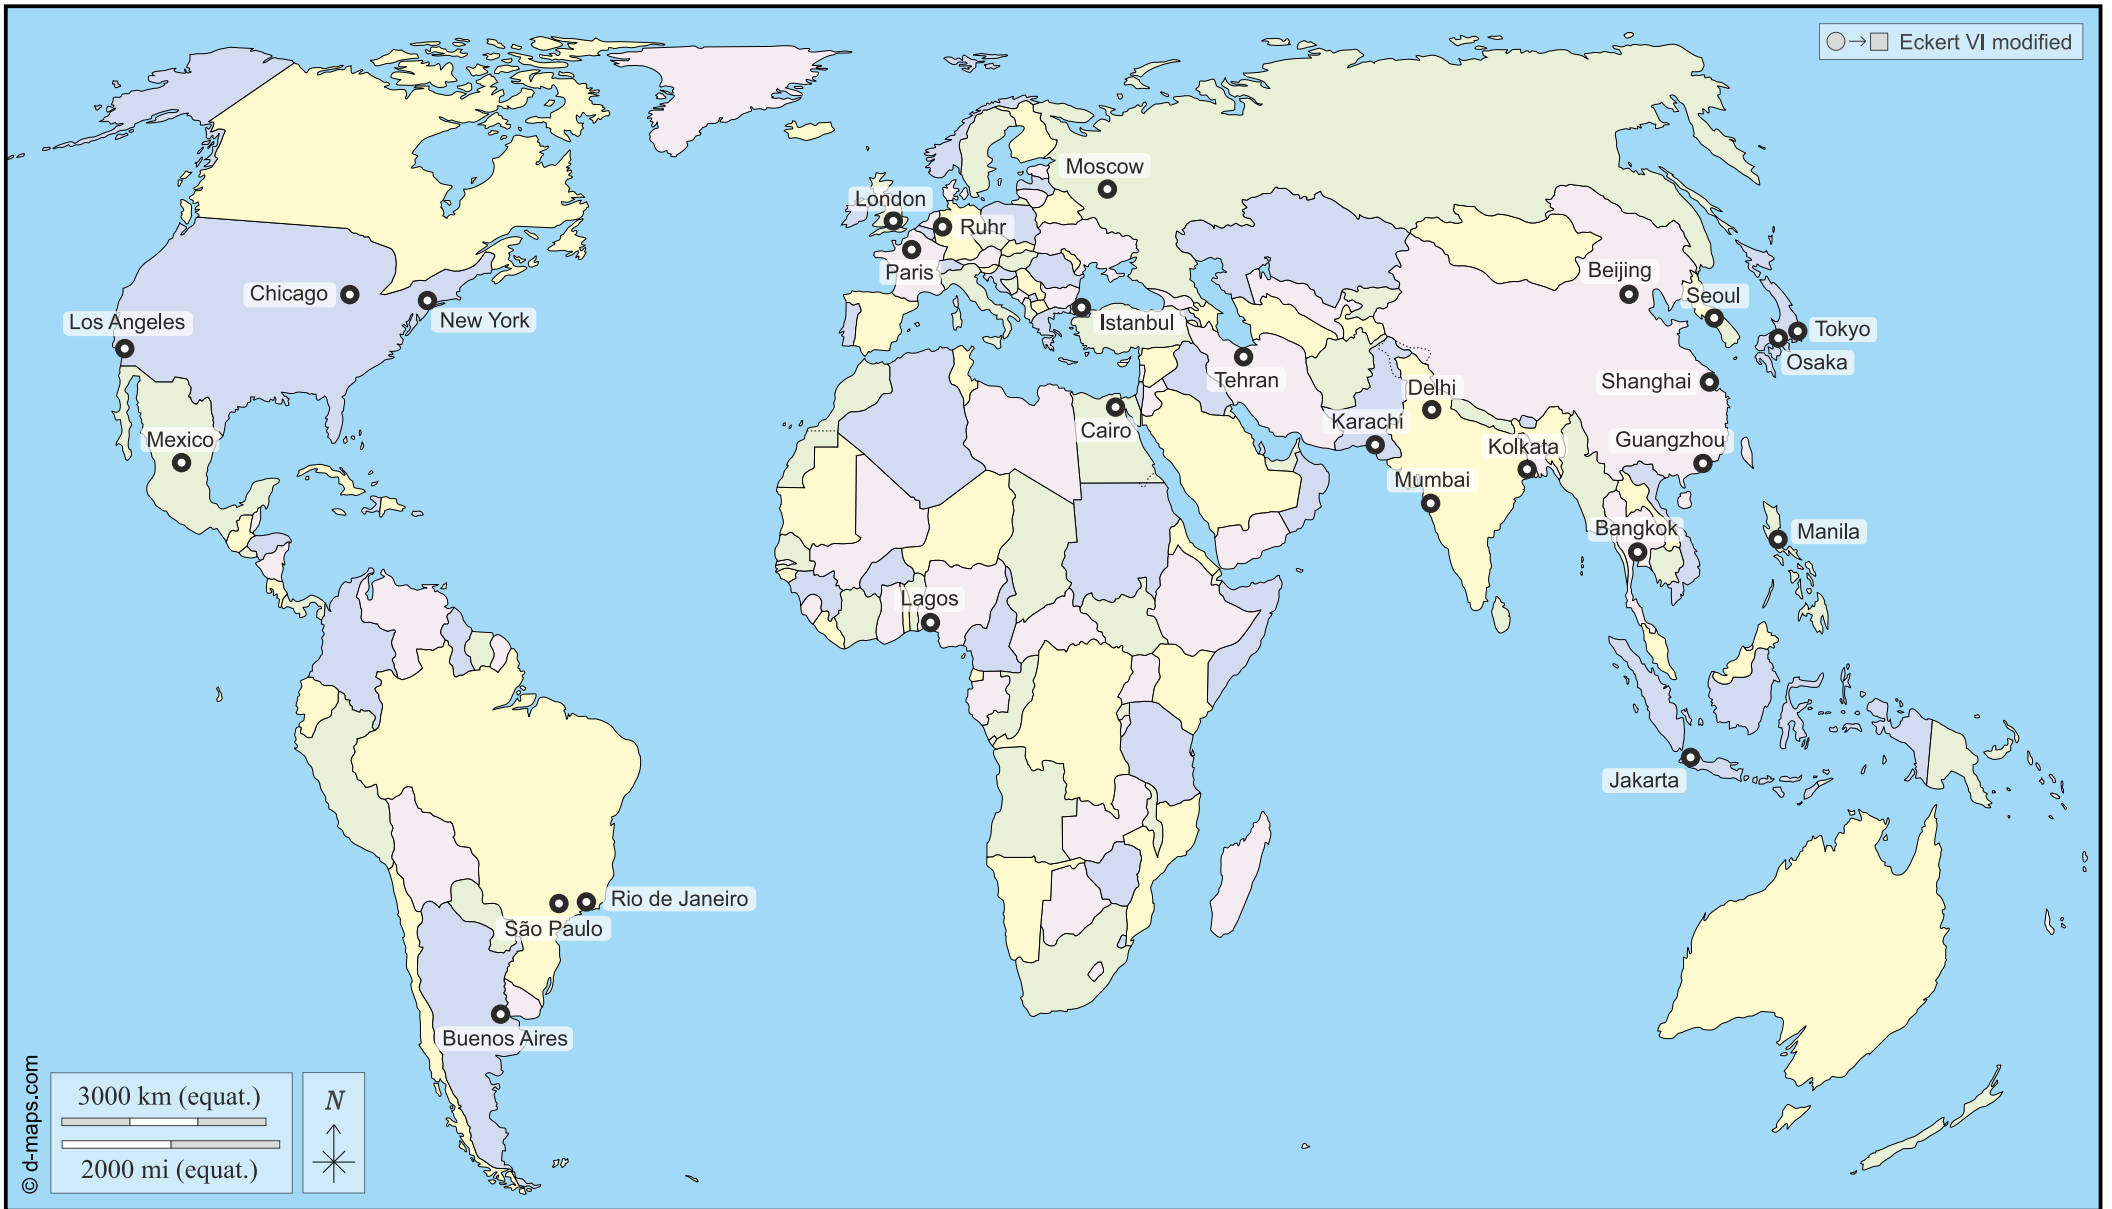 Eckert VI modified
Moscow
London
Ruhr
Paris
Beijing
Seoul
Chicago
New York
Los Angeles
Istanbul
Tokyo
Osaka
Tehran
Shanghai
Delhi
Cairo
Karachi
Mexico
Kolkata
Guangzhou
Mumbai
Bangkok
Manila
Lagos
Jakarta
Rio de Janeiro
São Paulo
Buenos Aires
© d-maps.com
3000 km (equat.)
2000 mi (equat.)
N